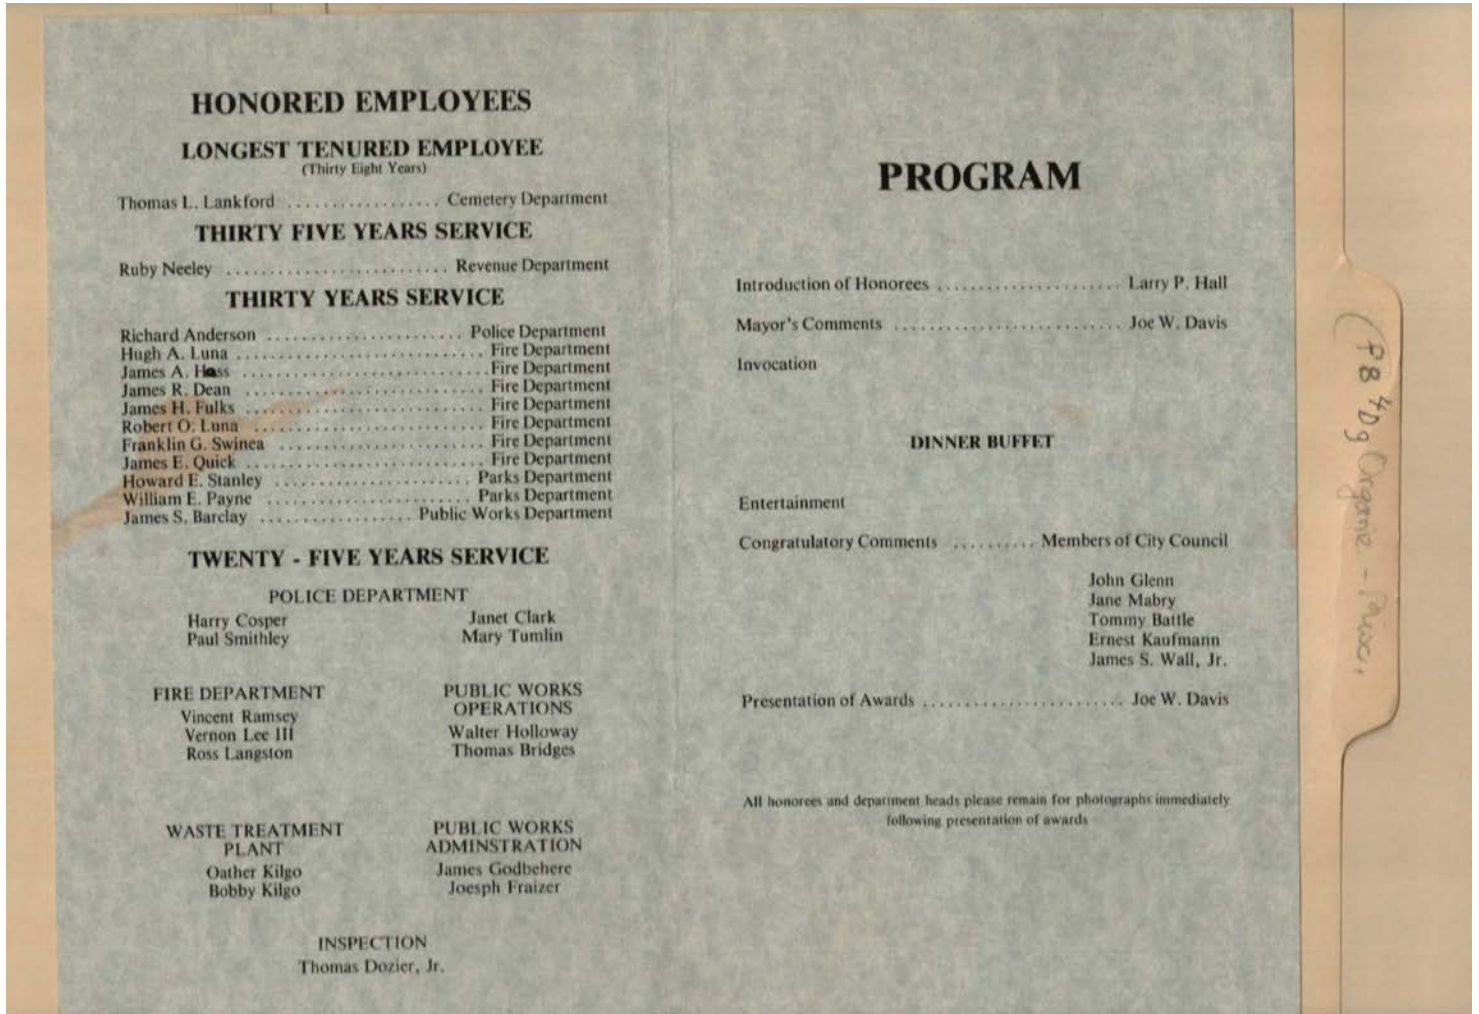 HONORED EMPLOYEES
LONGEST TENURED EMPLOYEE
(Thirty Eight Years)
Thomas L. Lankford .................. Cemetery Department
THIRTY FIVE YEARS SERVICE
Ruby Neeley .......................... Revenue Department
THIRTY YEARS SERVICE
Richard Anderson ....................... Police Department
Hugh A. Luna ............................. Fire Department
James A. Hass ................................Fire Department
James R. Dean ............................ Fire Department
James H. Fulks ............................ Fire Department
Robert O. Luna ........................... Fire Department
Franklin G. Swinea ........................ Fire Department
James E. Quick ............................ Fire Department
Howard E. Stanley ....................... Parks Department
William E. Payne ......................... Parks Department
James S. Barclay .................. Public Works Department
TWENTY - FIVE YEARS SERVICE
POLICE DEPARTMENT
Harry Cosper Janet Clark
Paul Smithley Mary Tumlin
FIRE DEPARTMENT
Vincent Ramsey
Vernon Lee III
Ross Langston
PUBLIC WORKS
OPERATIONS
Walter Holloway
Thomas Bridges
WASTE TREATMENT
PLANT
Oather Kilgo
Bobby Kilgo
PUBLIC WORKS
ADMINSTRATION
James Godbehere
Joesph Fraizer
INSPECTION
Thomas Dozier, Jr.
PROGRAM
Introduction of Honorees ...................... Larry P. Hall
Mayor's Comments ........................... Joe W. Davis
Invocation
DINNER BUFFET
Entertainment
Congratulatory Comments .......... Members of City Council
John Glenn
Jane Mabry
Tommy Battle
Ernest Kaufmann
James S. Wall, Jr.
Presentation of Awards ........................ Joe W. Davis
All honorees and department heads please remain for photographs immediately
following presentation of awards
- Misc.